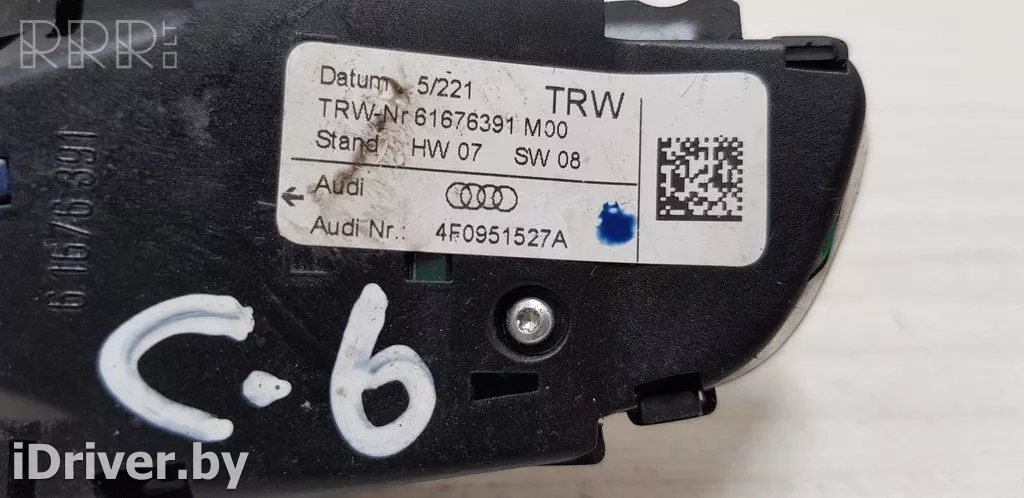 RRR.LT
Datum 5/221 TRW
TRW-Nr 61676391 M00
Stand HW 07 SW 08
Audi
Audi Nr.: 4F0951527A
61676391
C.6
iDriver.by